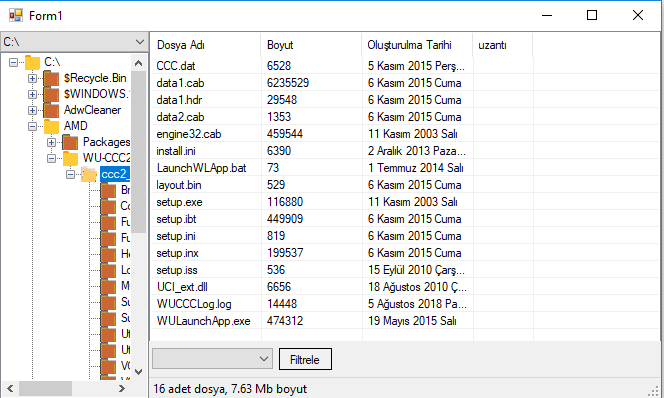 Form1
C:\
C:\
$Recycle.Bin
$WINDOWS.
AdwCleaner
AMD
Packages
WU-CCC2
ccc2_
Br
Co
Fu
Fu
He
Lo
M
Su
Su
Ut
Ut
VC
Dosya Adı Boyut Oluşturulma Tarihi uzantı
CCC.dat 6528 5 Kasım 2015 Perş...
data1.cab 6235529 6 Kasım 2015 Cuma
data1.hdr 29548 6 Kasım 2015 Cuma
data2.cab 1353 6 Kasım 2015 Cuma
engine32.cab 459544 11 Kasım 2003 Salı
install.ini 6390 2 Aralık 2013 Paza...
LaunchWLApp.bat 73 1 Temmuz 2014 Salı
layout.bin 529 6 Kasım 2015 Cuma
setup.exe 116880 11 Kasım 2003 Salı
setup.ibt 449909 6 Kasım 2015 Cuma
setup.ini 819 6 Kasım 2015 Cuma
setup.inx 199537 6 Kasım 2015 Cuma
setup.iss 536 15 Eylül 2010 Çarş...
UCI_ext.dll 6656 18 Ağustos 2010 Ç...
WUCCCLog.log 14448 5 Ağustos 2018 Pa...
WULaunchApp.exe 474312 19 Mayıs 2015 Salı
Filtrele
16 adet dosya, 7.63 Mb boyut